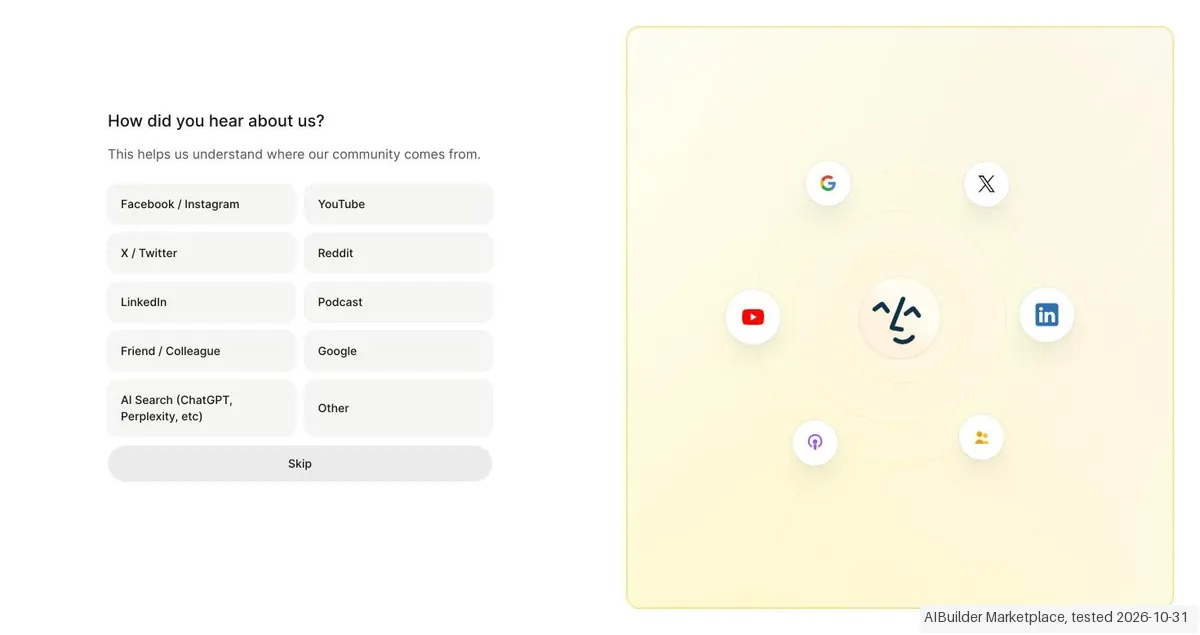 How did you hear about us?
This helps us understand where our community comes from.
Facebook / Instagram
YouTube
X / Twitter
Reddit
LinkedIn
Podcast
Friend / Colleague
Google
AI Search (ChatGPT,
Perplexity, etc)
Other
Skip
G
X
in
AIBuilder Marketplace, tested 2026-10-31